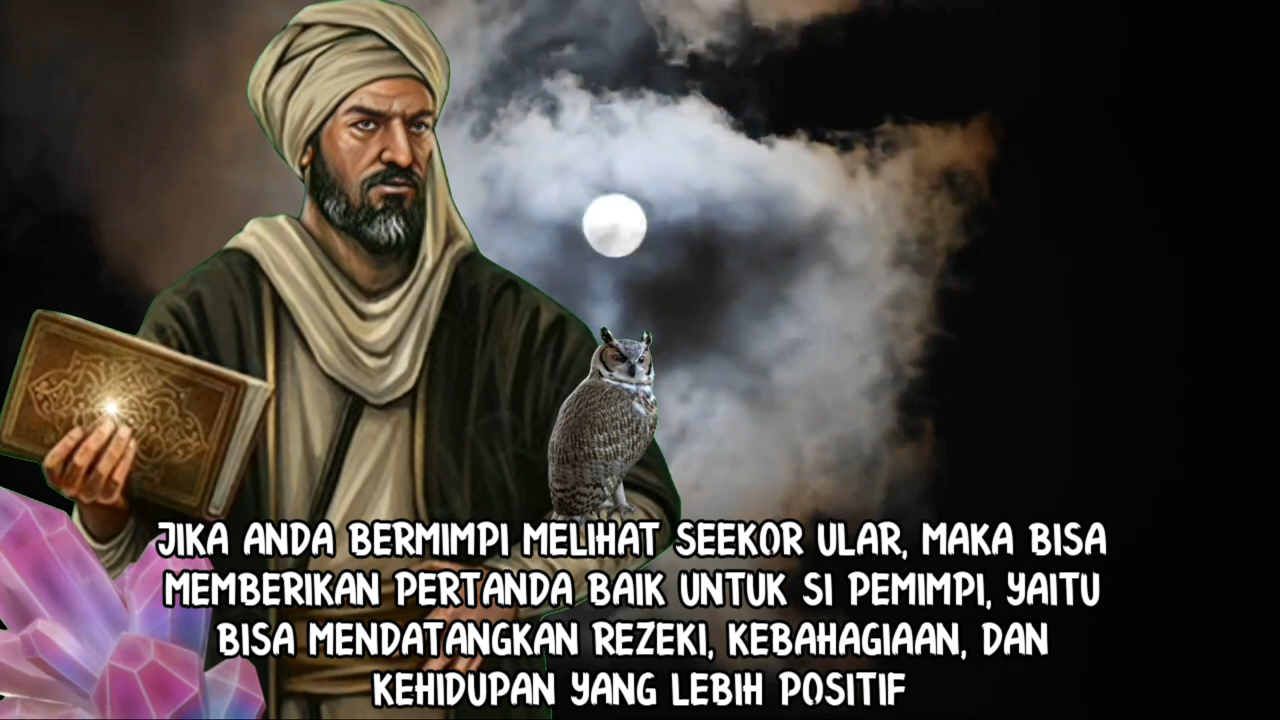 JIKA ANDA BERMIMPI MELIHAT SEEKOR ULAR, MAKA BISA
MEMBERIKAN PERTANDA BAIK UNTUK SI PEMIMPI, YAITU
BISA MENDATANGKAN REZEKI, KEBAHAGIAAN, DAN
KEHIDUPAN YANG LEBIH POSITIF